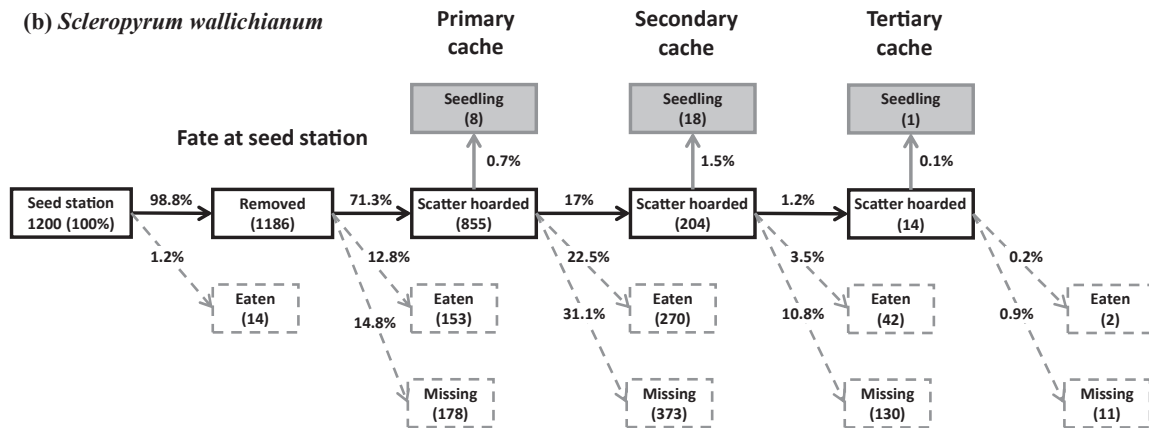 (b) Scleropyrum wallichianum
Primary
cache
Secondary
cache
Tertiary
cache
Seedling
(8)
Seedling
(18)
Seedling
(1)
Fate at seed station
0.7%
1.5%
0.1%
Seed station
1200 (100%)
98.8%
Removed
(1186)
71.3%
Scatter hoarded
(855)
17%
Scatter hoarded
(204)
1.2%
Scatter hoarded
(14)
1.2%
12.8%
22.5%
3.5%
0.2%
Eaten
(14)
14.8%
Eaten
(153)
31.1%
Eaten
(270)
10.8%
Eaten
(42)
0.9%
Eaten
(2)
Missing
(178)
Missing
(373)
Missing
(130)
Missing
(11)